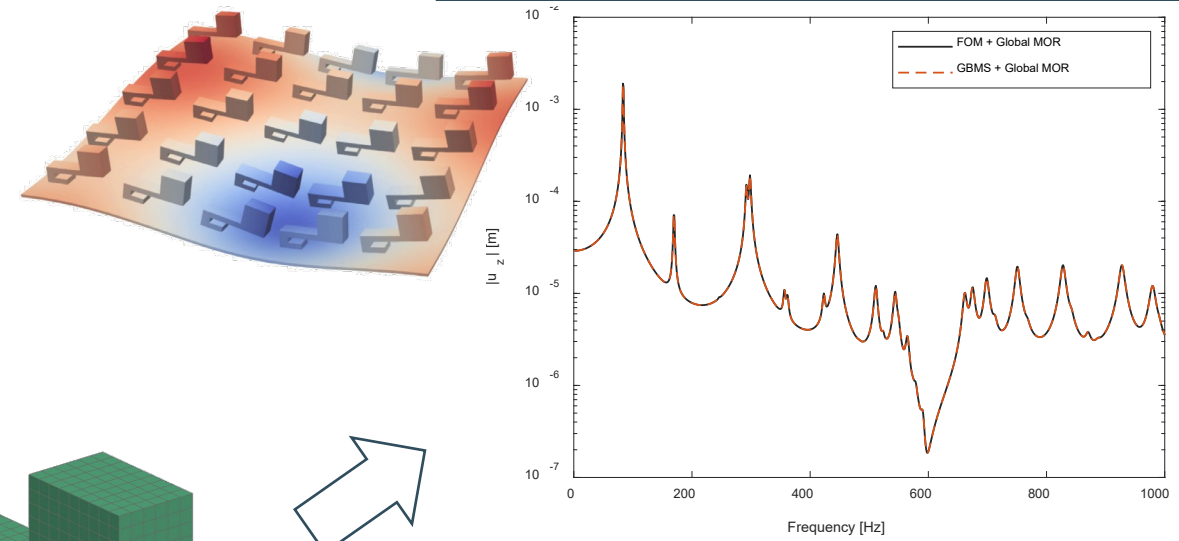 10 -2
FOM + Global MOR
GBMS + Global MOR
10 -3
10 -4
10 -5
10 -6
10 -7
|u z | [m]
0 200 400 600 800 1000
Frequency [Hz]